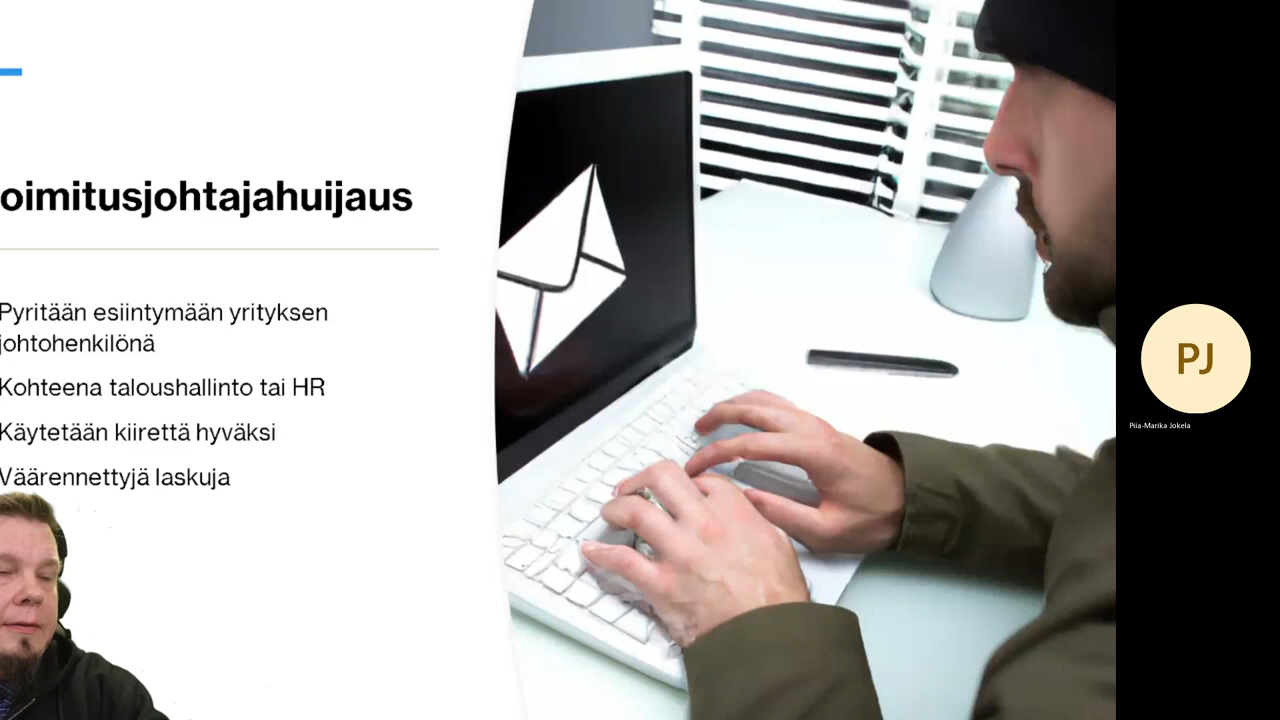 oimitusjohtajahuijaus
Pyritään esiintymään yrityksen
johtohenkilönä
Kohteena taloushallinto tai HR
Käytetään kiirettä hyväksi
Väärennettyjä laskuja
PJ
Piia-Marika Jokela